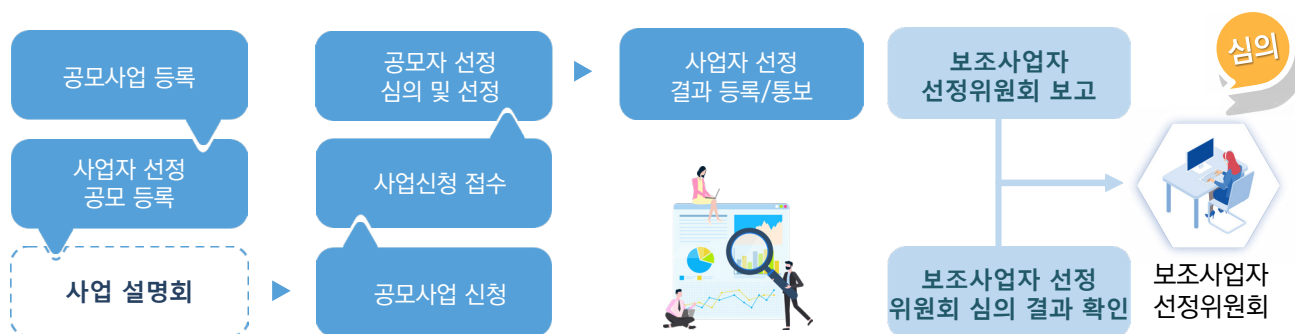 공모사업 등록
사업자 선정
공모 등록
사업 설명회
공모사업 신청
사업신청 접수
공모자 선정
심의 및 선정
사업자 선정
결과 등록/통보
보조사업자
선정위원회 보고
보조사업자 선정
위원회 심의 결과 확인
심의
보조사업자
선정위원회